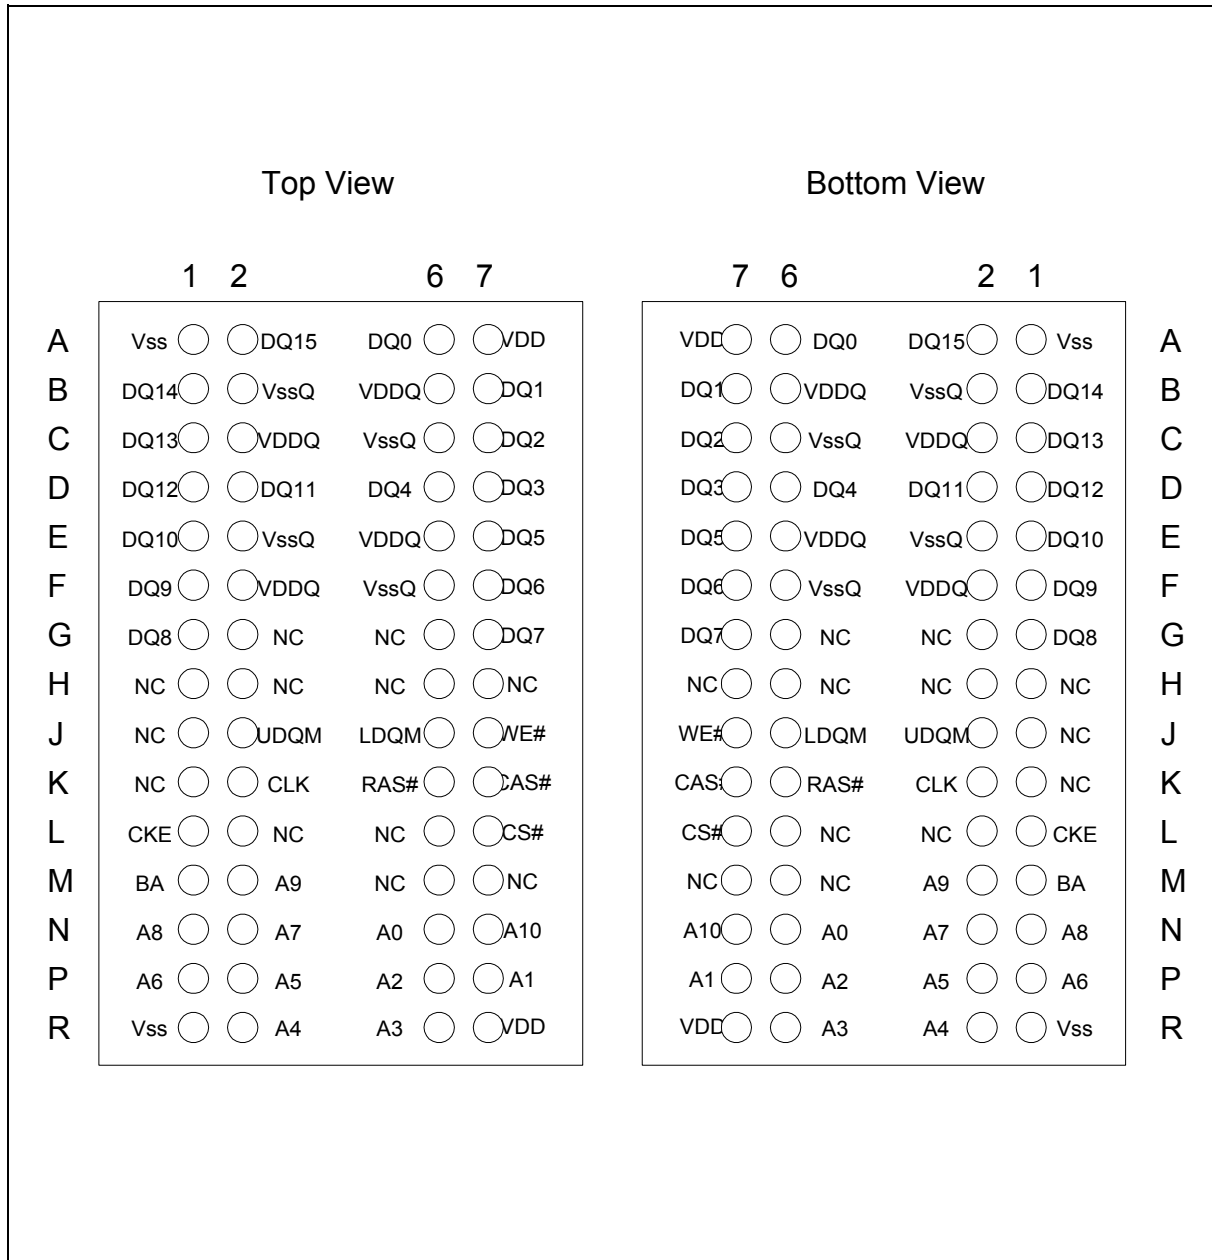 Top View Bottom View
1 2 6 7 7 6 2 1
A Vss DQ15 DQ0 VDD VDD DQ0 DQ15 Vss A
B DQ14 VssQ VDDQ DQ1 DQ1 VDDQ VssQ DQ14 B
C DQ13 VDDQ VssQ DQ2 DQ2 VssQ VDDQ DQ13 C
D DQ12 DQ11 DQ4 DQ3 DQ3 DQ4 DQ11 DQ12 D
E DQ10 VssQ VDDQ DQ5 DQ5 VDDQ VssQ DQ10 E
F DQ9 VDDQ VssQ DQ6 DQ6 VssQ VDDQ DQ9 F
G DQ8 NC NC DQ7 DQ7 NC NC DQ8 G
H NC NC NC NC NC NC NC NC H
J NC UDQM LDQM WE# WE# LDQM UDQM NC J
K NC CLK RAS# CAS# CAS# RAS# CLK NC K
L CKE NC NC CS# CS# NC NC CKE L
M BA A9 NC NC NC NC A9 BA M
N A8 A7 A0 A10 A10 A0 A7 A8 N
P A6 A5 A2 A1 A1 A2 A5 A6 P
R Vss A4 A3 VDD VDD A3 A4 Vss R